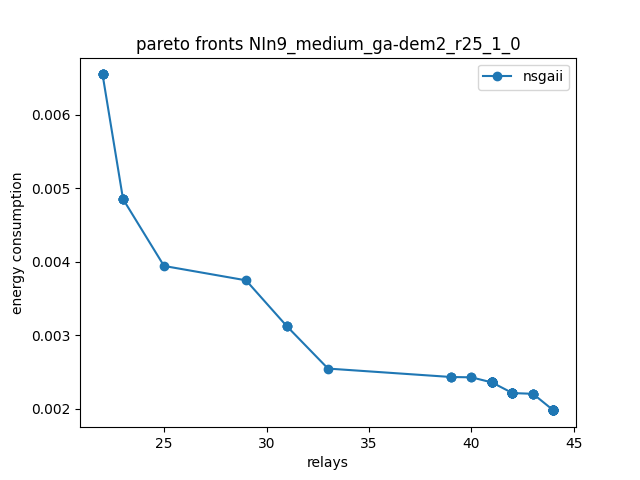 pareto fronts NIn9_medium_ga-dem2_r25_1_0
nsgaii
energy consumption
0.006
0.005
0.004
0.003
0.002
25 30 35 40 45
relays